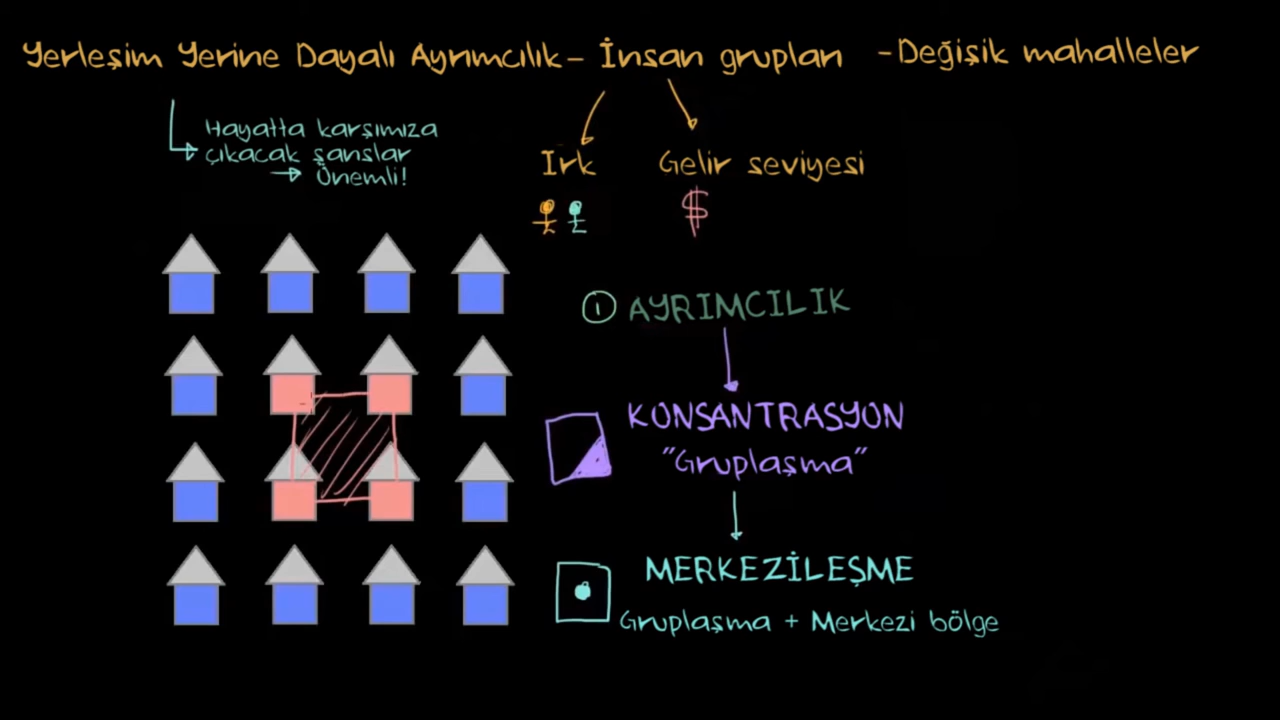 Yerleşim Yerine Dayalı Ayrımcılık - İnsan grupları - Değişik mahalleler
Hayatta karşımıza
çıkacak şanslar
Önemli!
Irk
Gelir seviyesi
$
1 AYRIMCILIK
KONSANTRASYON
"Gruplaşma"
MERKEZİLEŞME
Gruplaşma + Merkezi bölge